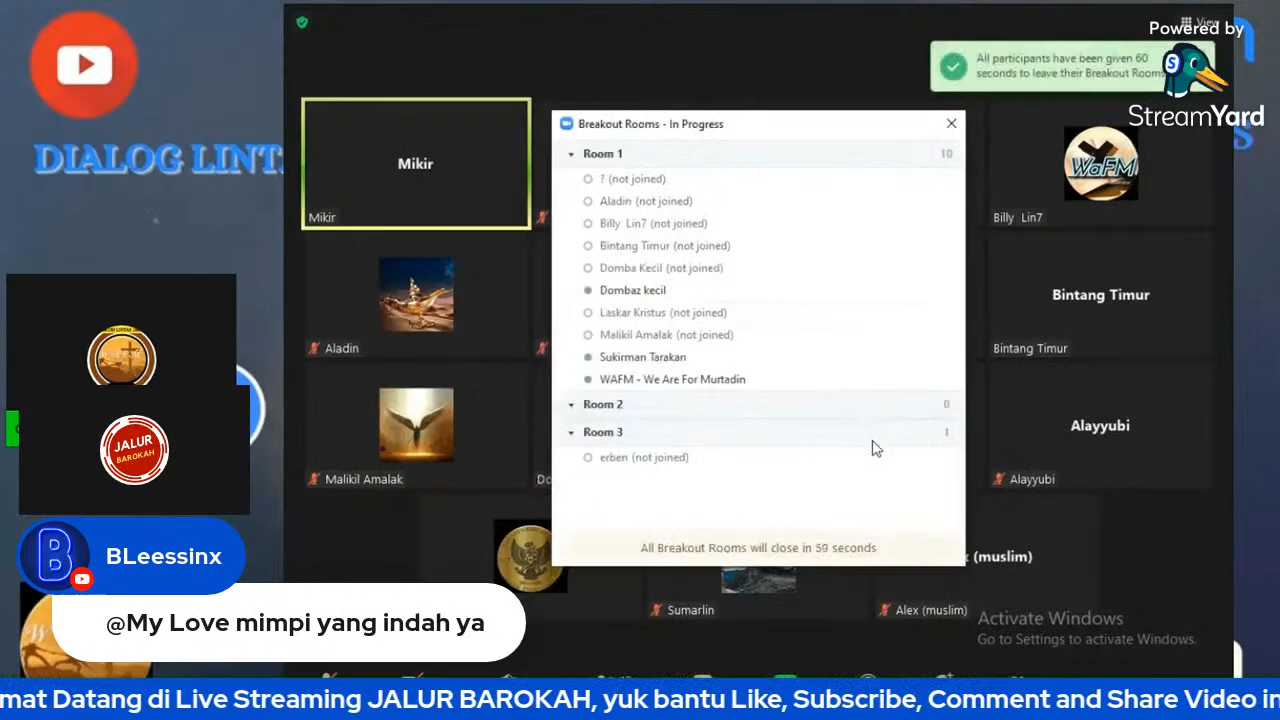 View
Powered by
StreamYard
All participants have been given 60
seconds to leave their Breakout Rooms
DIALOG LINT
Mikir
Mikir
Breakout Rooms - In Progress
Room 1
10
? (not joined)
Aladin (not joined)
Billy Lin7 (not joined)
Bintang Timur (not joined)
Domba Kecil (not joined)
Dombaz kecil
Laskar Kristus (not joined)
Malikil Amalak (not joined)
Sukirman Tarakan
WAFM - We Are For Murtadin
Room 2
0
Room 3
1
erben (not joined)
All Breakout Rooms will close in 59 seconds
WaFM
Billy Lin7
Aladin
Bintang Timur
Bintang Timur
Malikil Amalak
Do
Alayyubi
Alayyubi
JALUR
BAROKAH
x (muslim)
Sumarlin
Alex (muslim)
Activate Windows
Go to Settings to activate Windows.
B
BLeessinx
@My Love mimpi yang indah ya
mat Datang di Live Streaming JALUR BAROKAH, yuk bantu Like, Subscribe, Comment and Share Video in